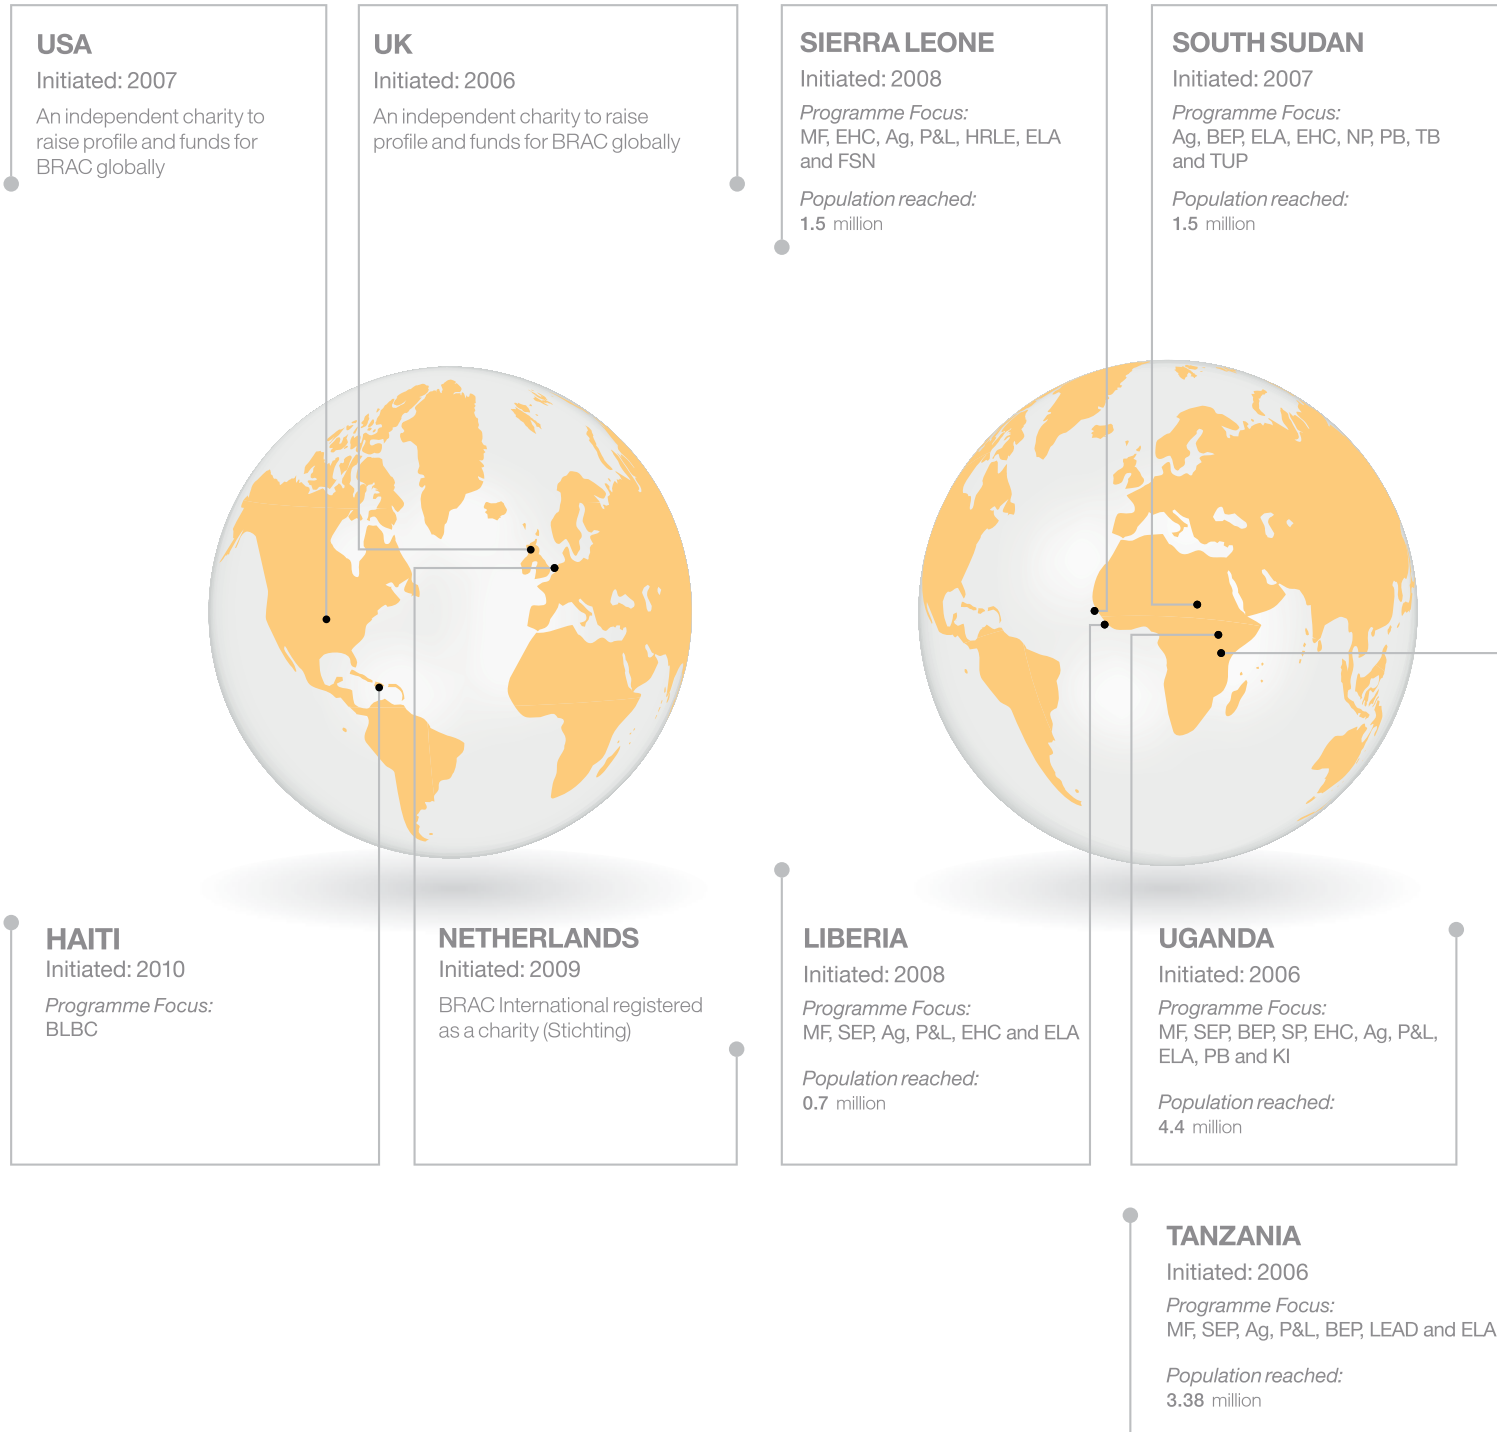 USA
Initiated: 2007
An independent charity to
raise profile and funds for
BRAC globally
UK
Initiated: 2006
An independent charity to raise
profile and funds for BRAC globally
SIERRA LEONE
Initiated: 2008
Programme Focus:
MF, EHC, Ag, P&L, HRLE, ELA
and FSN
Population reached:
1.5 million
SOUTH SUDAN
Initiated: 2007
Programme Focus:
Ag, BEP, ELA, EHC, NP, PB, TB
and TUP
Population reached:
1.5 million
HAITI
Initiated: 2010
Programme Focus:
BLBC
NETHERLANDS
Initiated: 2009
BRAC International registered
as a charity (Stichting)
LIBERIA
Initiated: 2008
Programme Focus:
MF, SEP, Ag, P&L, EHC and ELA
Population reached:
0.7 million
UGANDA
Initiated: 2006
Programme Focus:
MF, SEP, BEP, SP, EHC, Ag, P&L,
ELA, PB and KI
Population reached:
4.4 million
TANZANIA
Initiated: 2006
Programme Focus:
MF, SEP, Ag, P&L, BEP, LEAD and ELA
Population reached:
3.38 million